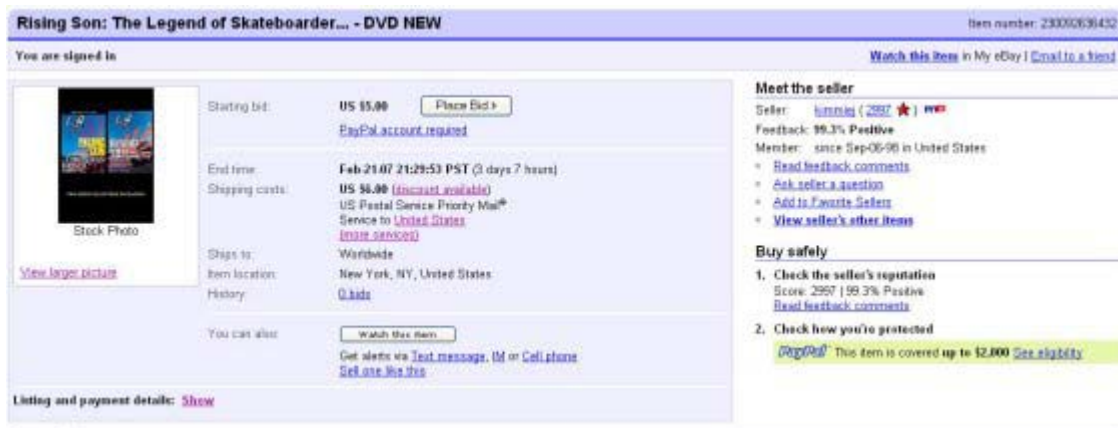 Rising Son: The Legend of Skateboarder... - DVD NEW
Item number: 230092636432
You are signed in
Watch this item in My eBay | Email to a friend
Stock Photo
View larger picture
Starting bid: US $5.00 Place Bid >
PayPal account required
End time: Feb-21-07 21:29:53 PST (3 days 7 hours)
Shipping costs: US $6.00 (discount available)
US Postal Service Priority Mail®
Service to United States
(more services)
Ships to: Worldwide
Item location: New York, NY, United States
History: 0 bids
You can also: Watch this item
Get alerts via Text message, IM or Cell phone
Sell one like this
Listing and payment details: Show
Meet the seller
Seller: kimmiej ( 2997 ) me
Feedback: 99.3% Positive
Member: since Sep-06-98 in United States
Read feedback comments
Ask seller a question
Add to Favorite Sellers
View seller's other items
Buy safely
1. Check the seller's reputation
Score: 2997 | 99.3% Positive
Read feedback comments
2. Check how you're protected
PayPal This item is covered up to $2,000 See eligibility